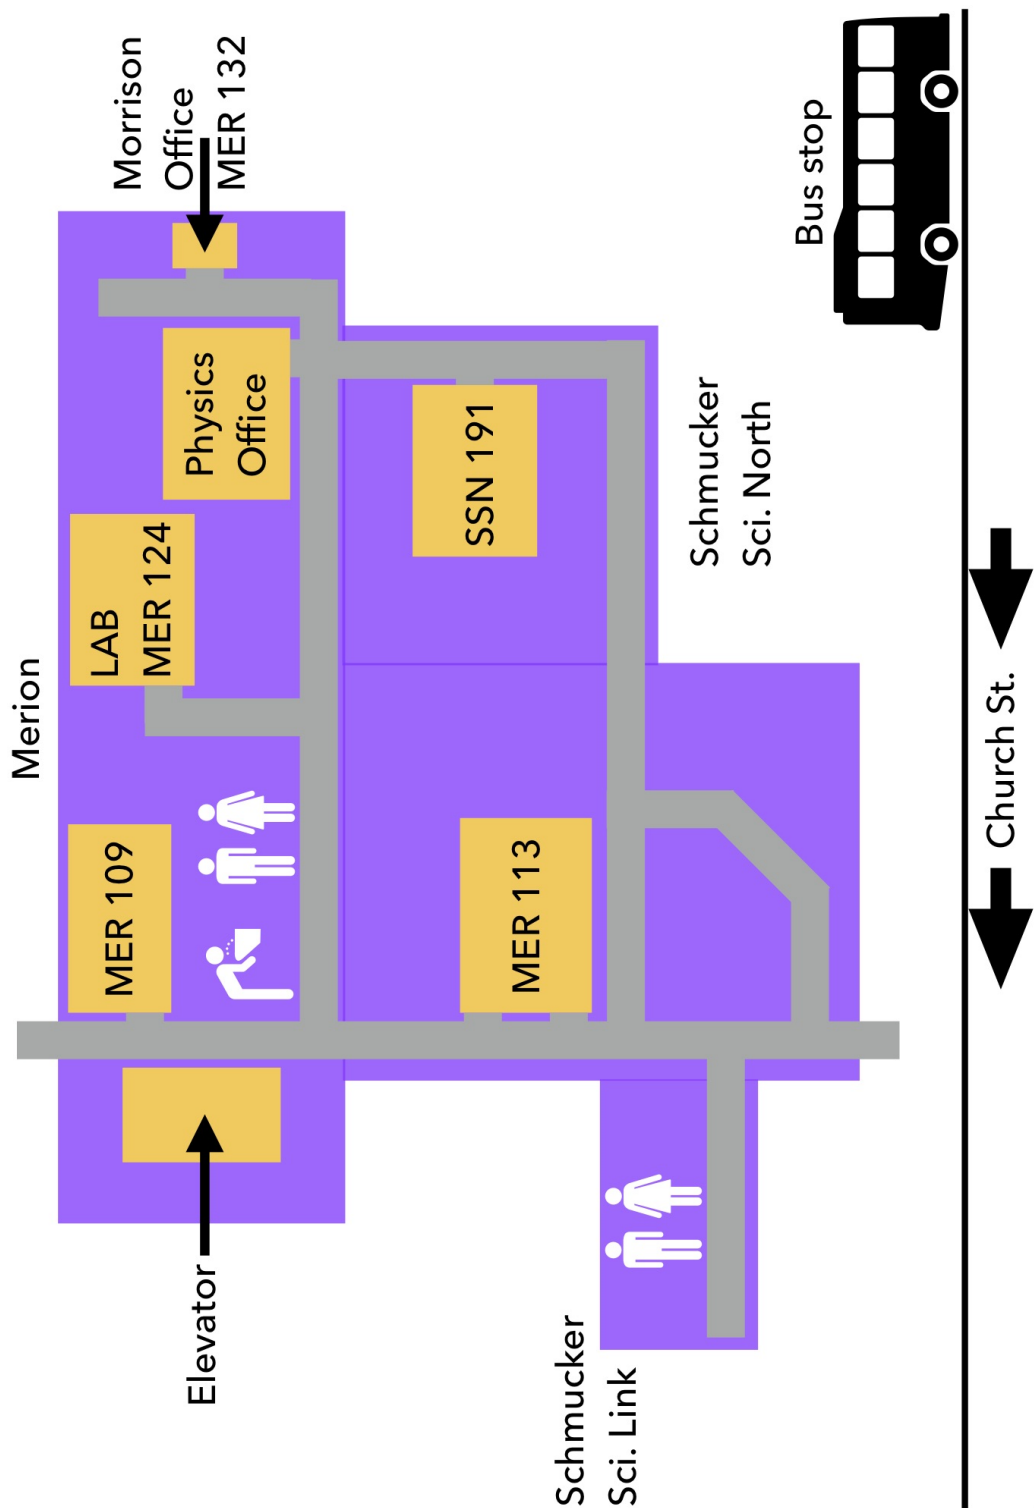 Merion
Morrison
Office
MER 132
Physics
Office
LAB
MER 124
MER 109
Elevator
SSN 191
MER 113
Schmucker
Sci. North
Schmucker
Sci. Link
Bus stop
Church St.